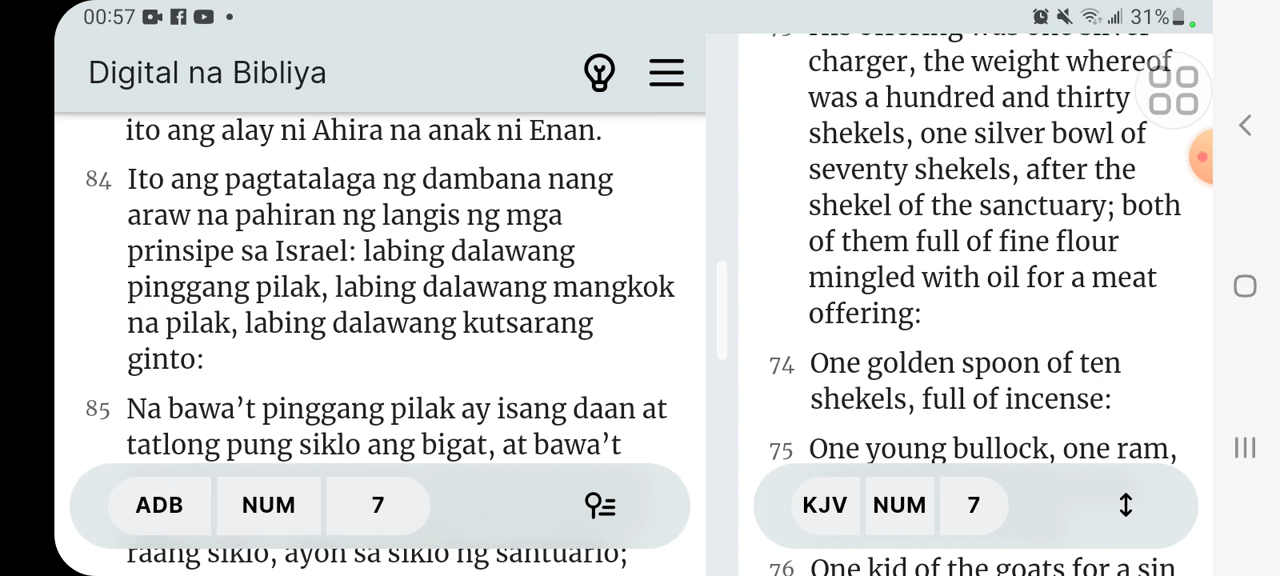 00:57
31%
Digital na Bibliya
ito ang alay ni Ahira na anak ni Enan.
84 Ito ang pagtatalaga ng dambana nang
araw na pahiran ng langis ng mga
prinsipe sa Israel: labing dalawang
pinggang pilak, labing dalawang mangkok
na pilak, labing dalawang kutsarang
ginto:
85 Na bawa’t pinggang pilak ay isang daan at
tatlong pung siklo ang bigat, at bawa’t
ADB NUM 7
raang siklo, ayon sa siklo ng santuario;
73 His offering was one silver
charger, the weight whereof
was a hundred and thirty
shekels, one silver bowl of
seventy shekels, after the
shekel of the sanctuary; both
of them full of fine flour
mingled with oil for a meat
offering:
74 One golden spoon of ten
shekels, full of incense:
75 One young bullock, one ram,
KJV NUM 7
76 One kid of the goats for a sin